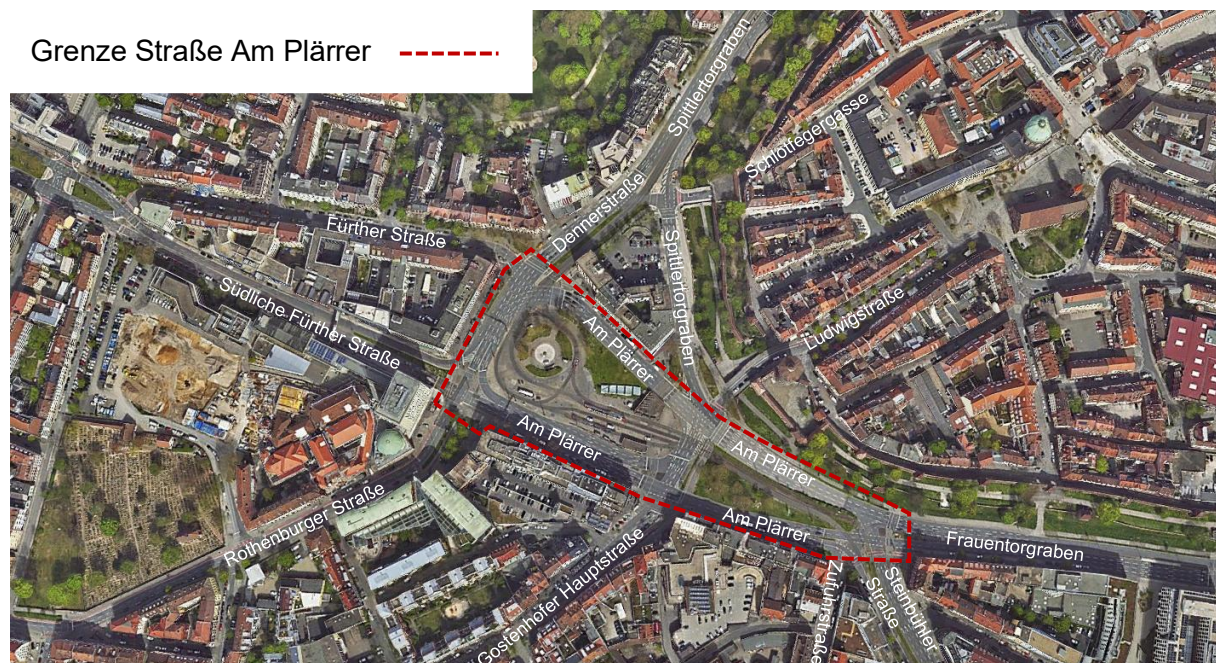 Grenze Straße Am Plärrer
Spittlertorgraben
Schlotfegergasse
Dennerstraße
Fürther Straße
Spittlertorgraben
Südliche Fürther Straße
Am Plärrer
Ludwigstraße
Am Plärrer
Am Plärrer
Rothenburger Straße
Am Plärrer
Frauentorgraben
Gostenhofer Hauptstraße
Zufuhrstraße
Steinbühler
Straße